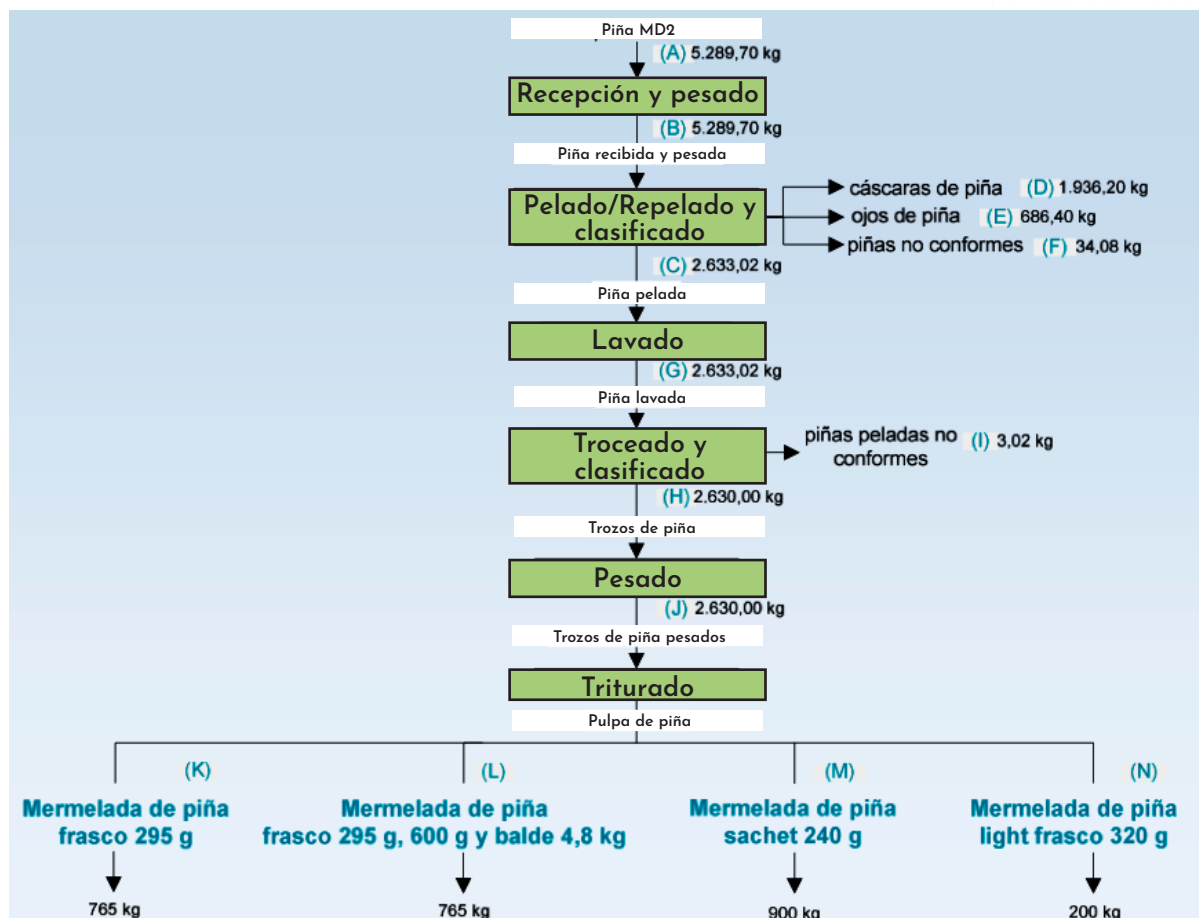 Piña MD2
(A) 5.289,70 kg
Recepción y pesado
(B) 5.289,70 kg
Piña recibida y pesada
Pelado/Repelado y
clasificado
cáscaras de piña (D) 1.936,20 kg
ojos de piña (E) 686,40 kg
piñas no conformes (F) 34,08 kg
(C) 2.633,02 kg
Piña pelada
Lavado
(G) 2.633,02 kg
Piña lavada
Troceado y
clasificado
piñas peladas no
conformes
(I) 3,02 kg
(H) 2.630,00 kg
Trozos de piña
Pesado
(J) 2.630,00 kg
Trozos de piña pesados
Triturado
Pulpa de piña
(K)
Mermelada de piña
frasco 295 g
765 kg
(L)
Mermelada de piña
frasco 295 g, 600 g y balde 4,8 kg
765 kg
(M)
Mermelada de piña
sachet 240 g
900 kg
(N)
Mermelada de piña
light frasco 320 g
200 kg